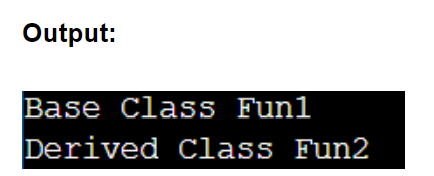 Output:
Base Class Fun1
Derived Class Fun2